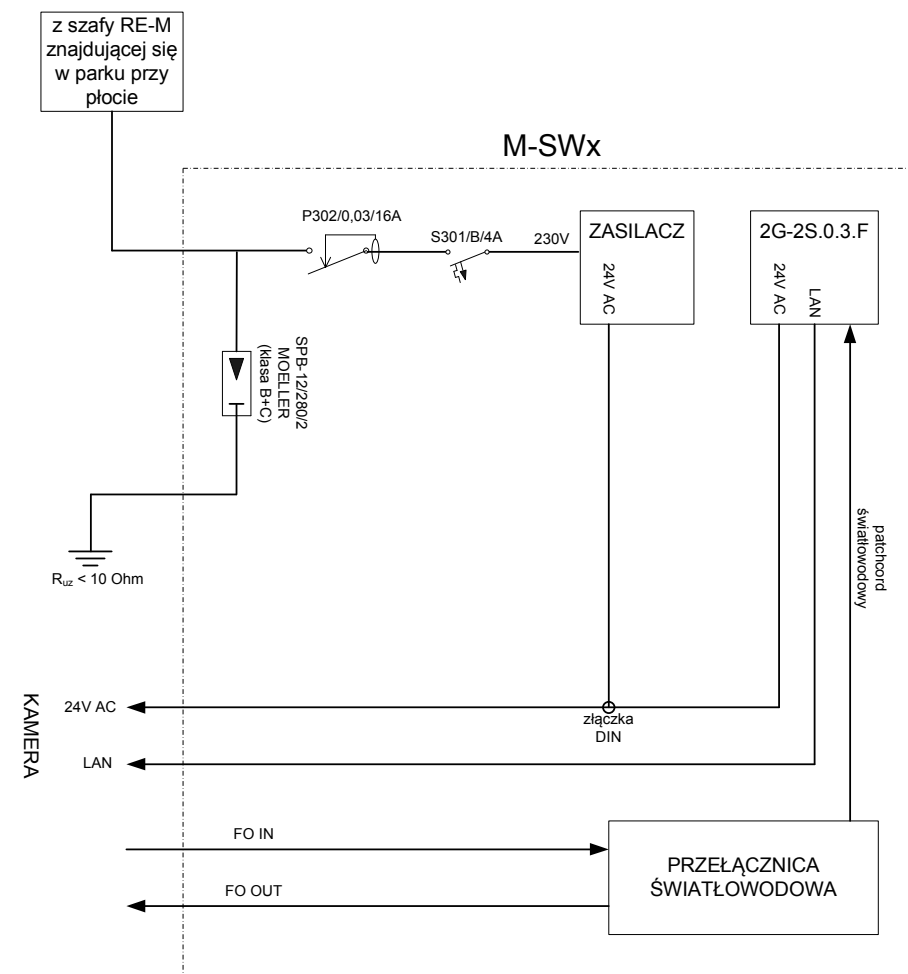 z szafy RE-M
znajdującej się
w parku przy
płocie
M-SWx
P302/0,03/16A
S301/B/4A
230V
ZASILACZ
24V AC
2G-2S.0.3.F
24V AC
LAN
SPB-12/280/2
MOELLER
(klasa B+C)
patchcord
światłowodowy
Ruz < 10 Ohm
KAMERA
24V AC
złączka
DIN
LAN
FO IN
FO OUT
PRZEŁĄCZNICA
ŚWIATŁOWODOWA